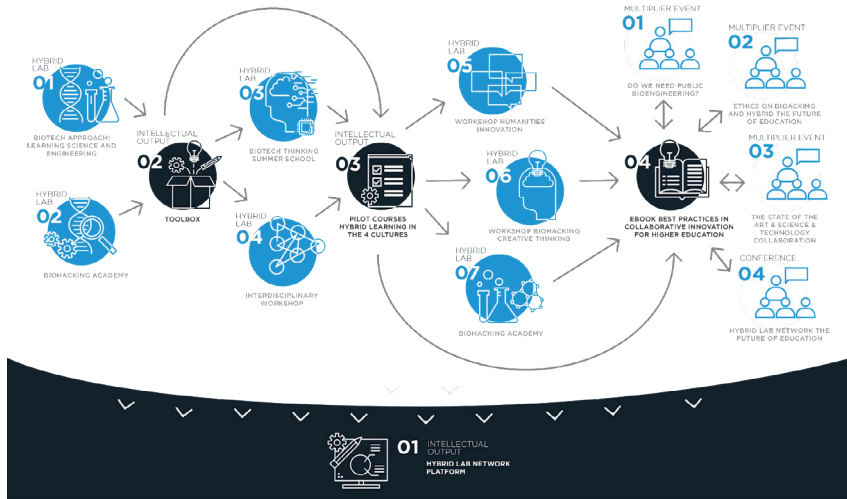 HYBRID
LAB
01
BIOTECH APPROACH:
LEARNING SCIENCE AND
ENGINEERING
HYBRID
LAB
02
BIOHACKING ACADEMY
INTELLECTUAL
OUTPUT
02
TOOLBOX
HYBRID
LAB
03
BIOTECH THINKING
SUMMER SCHOOL
HYBRID
LAB
04
INTERDISCIPLINARY
WORKSHOP
INTELLECTUAL
OUTPUT
03
PILOT COURSES
HYBRID LEARNING IN
THE 4 CULTURES
HYBRID
LAB
05
WORKSHOP HUMANITIES
INNOVATION
HYBRID
LAB
06
WORKSHOP BIOHACKING
CREATIVE THINKING
HYBRID
LAB
07
BIOHACKING ACADEMY
04
EBOOK BEST PRACTICES IN
COLLABORATIVE INNOVATION
FOR HIGHER EDUCATION
MULTIPLIER EVENT
01
DO WE NEED PUBLIC
BIOENGINEERING?
MULTIPLIER EVENT
02
ETHICS ON BIOACKING
AND HYBRID THE FUTURE
OF EDUCATION
MULTIPLIER EVENT
03
THE STATE OF THE
ART & SCIENCE &
TECHNOLOGY
COLLABORATION
CONFERENCE
04
HYBRID LAB NETWORK THE
FUTURE OF EDUCATION
01 INTELLECTUAL
OUTPUT
HYBRID LAB NETWORK
PLATFORM